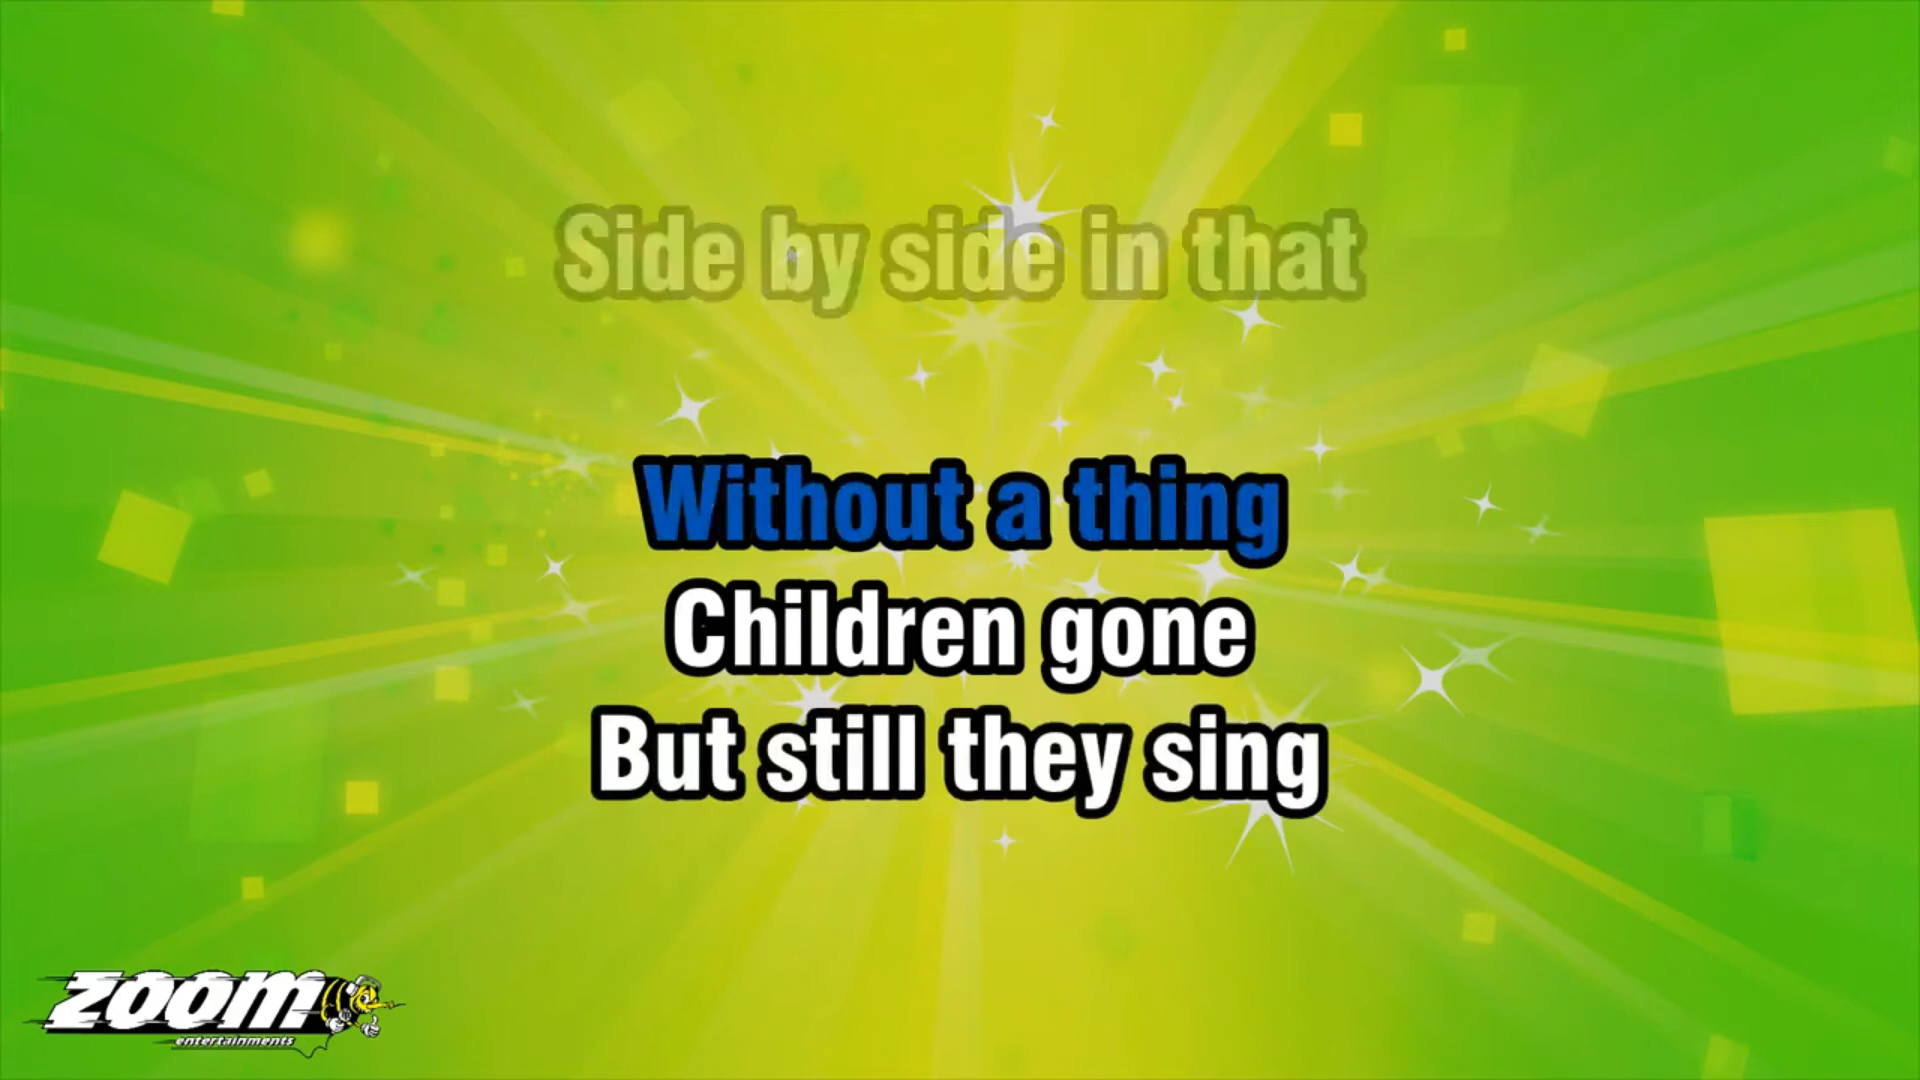 Side by side in that
Without a thing
Children gone
But still they sing
zoom
entertainments